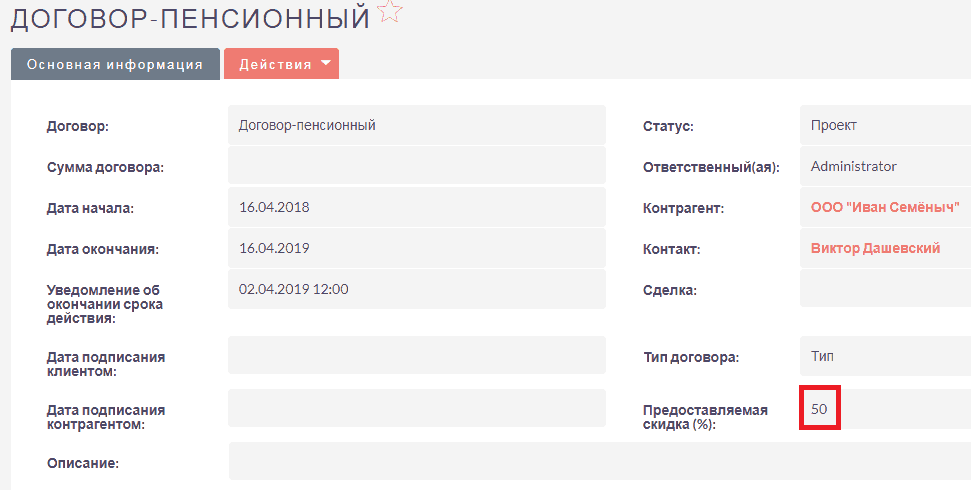 ДОГОВОР-ПЕНСИОННЫЙ
Основная информация
Действия
Договор: Договор-пенсионный Статус: Проект
Сумма договора: Ответственный(ая): Administrator
Дата начала: 16.04.2018 Контрагент: ООО "Иван Семёныч"
Дата окончания: 16.04.2019 Контакт: Виктор Дашевский
Уведомление об
окончании срока
действия:
02.04.2019 12:00
Сделка:
Дата подписания
клиентом:
Тип договора: Тип
Дата подписания
контрагентом:
Предоставляемая
скидка (%):
50
Описание: